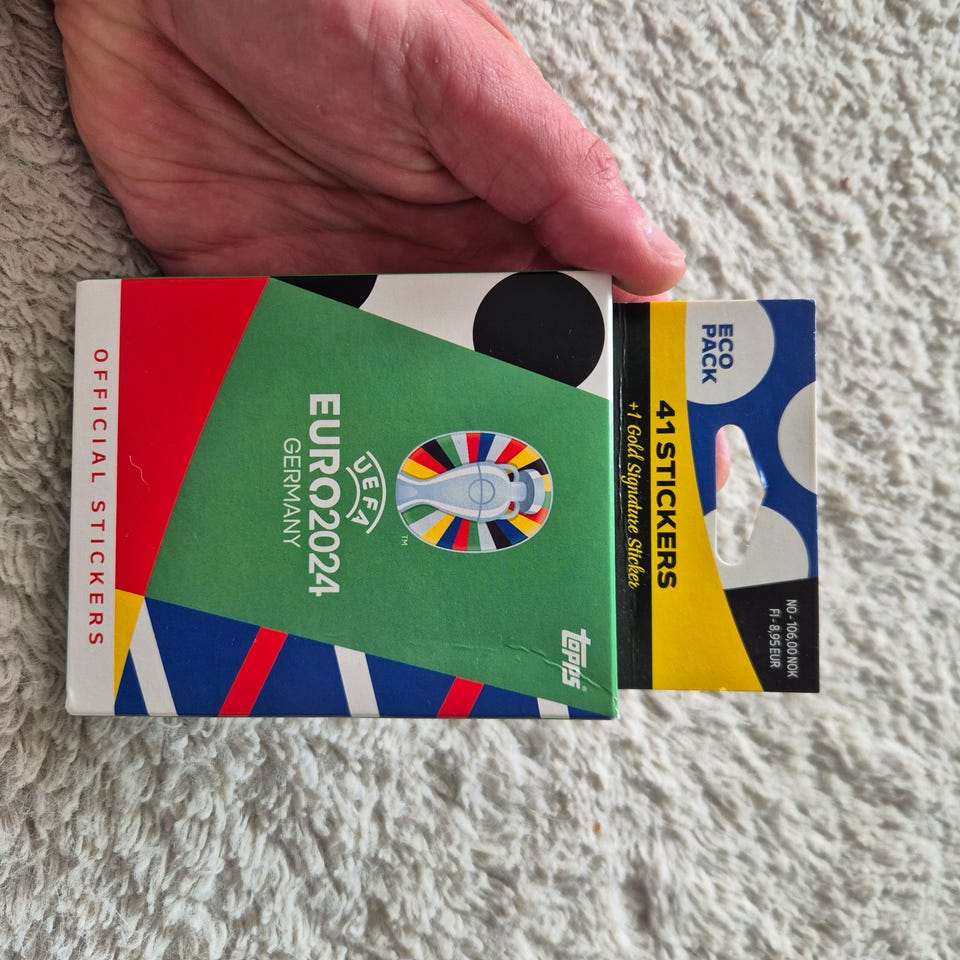 ECO
PACK
NO - 106,00 NOK
FI - 8,95 EUR
41 STICKERS
+1 Gold Signature Sticker
topps®
TM
UEFA
EURO2024
GERMANY
OFFICIAL STICKERS